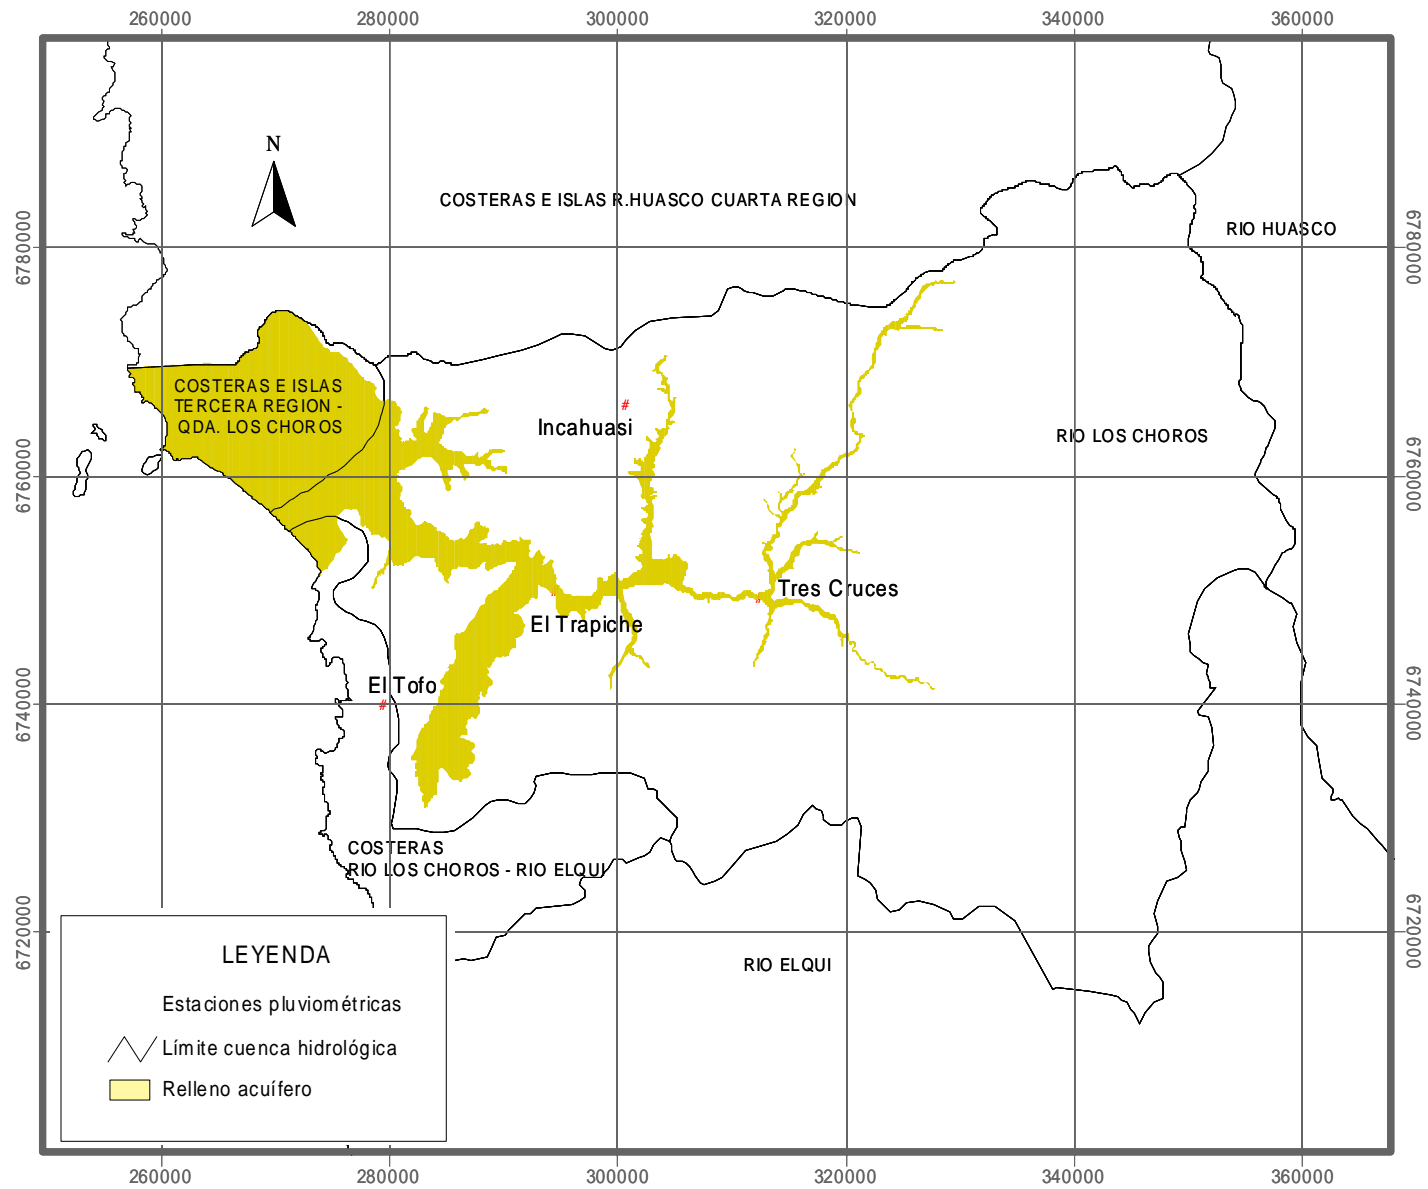 260000 280000 300000 320000 340000 360000
N
COSTERAS E ISLAS R.HUASCO CUARTA REGION
RIO HUASCO
6780000 6780000
COSTERAS E ISLAS
TERCERA REGION -
QDA. LOS CHOROS
#
Incahuasi
RIO LOS CHOROS
6760000 6760000
Tres Cruces
#
#
El Trapiche
El Tofo
#
6740000 6740000
COSTERAS
RIO LOS CHOROS - RIO ELQUI
6720000 6720000
RIO ELQUI
LEYENDA
Estaciones pluviométricas
Límite cuenca hidrológica
Relleno acuífero
260000 280000 300000 320000 340000 360000